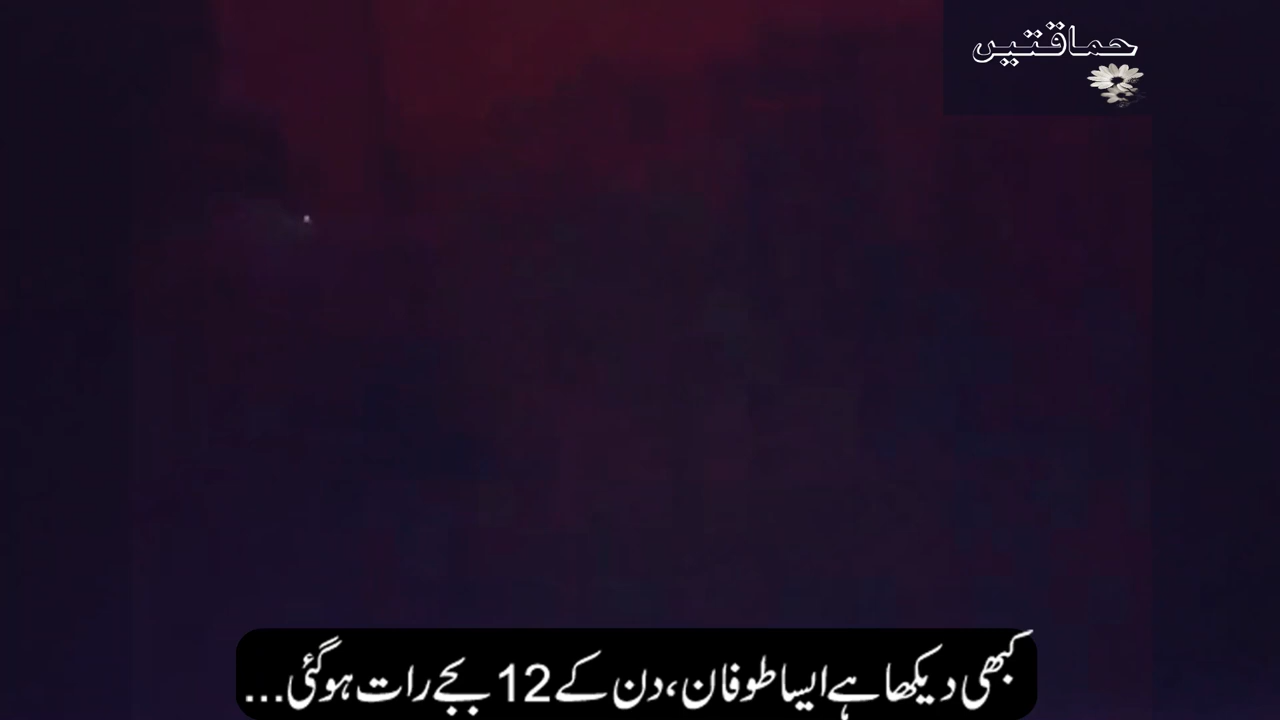 حماقتیں
کبھی دیکھا ہے ایسا طوفان، دن کے 12 بجے رات ہوگئی...